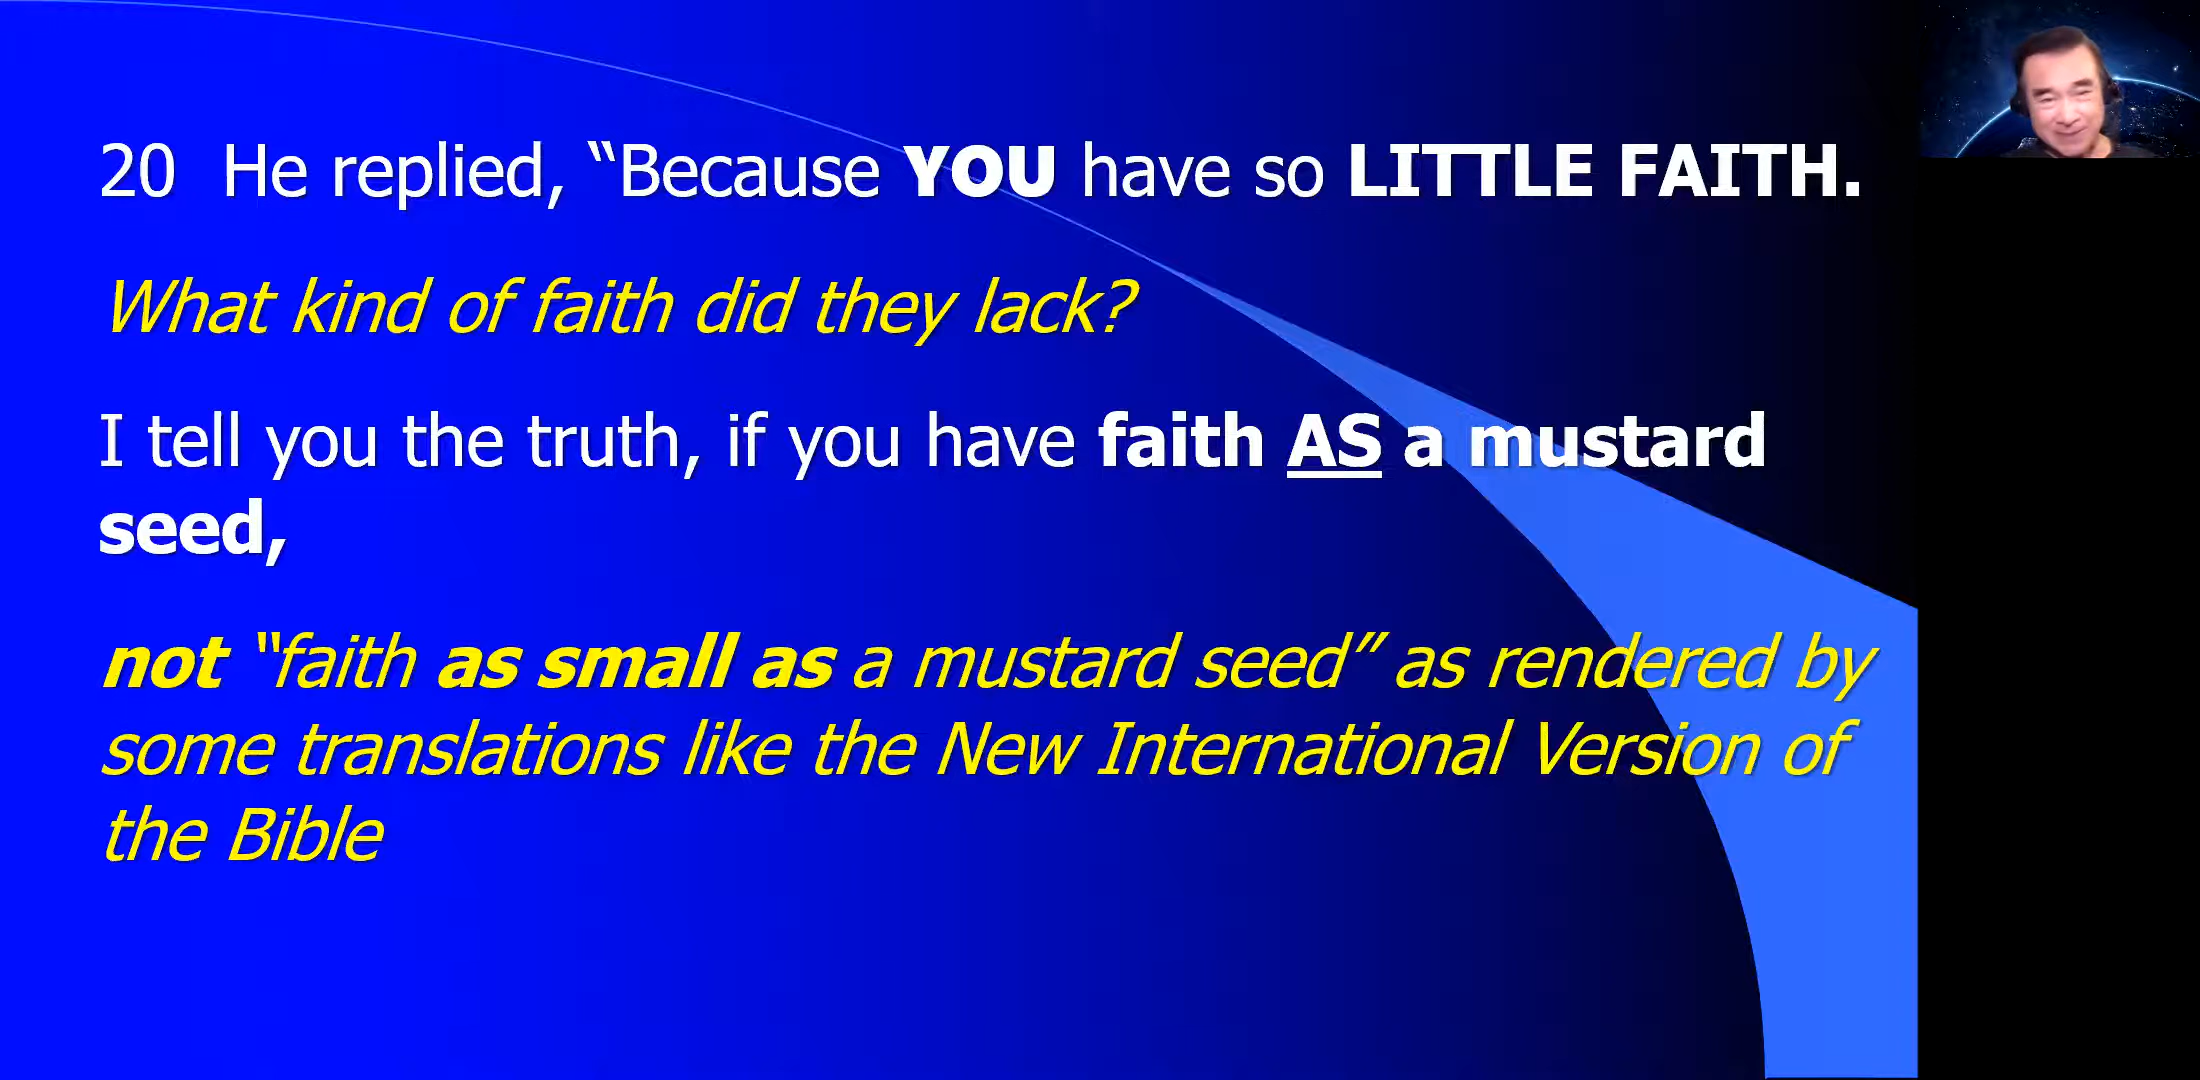 20 He replied, “Because YOU have so LITTLE FAITH.
What kind of faith did they lack?
I tell you the truth, if you have faith AS a mustard
seed,
not “faith as small as a mustard seed” as rendered by
some translations like the New International Version of
the Bible